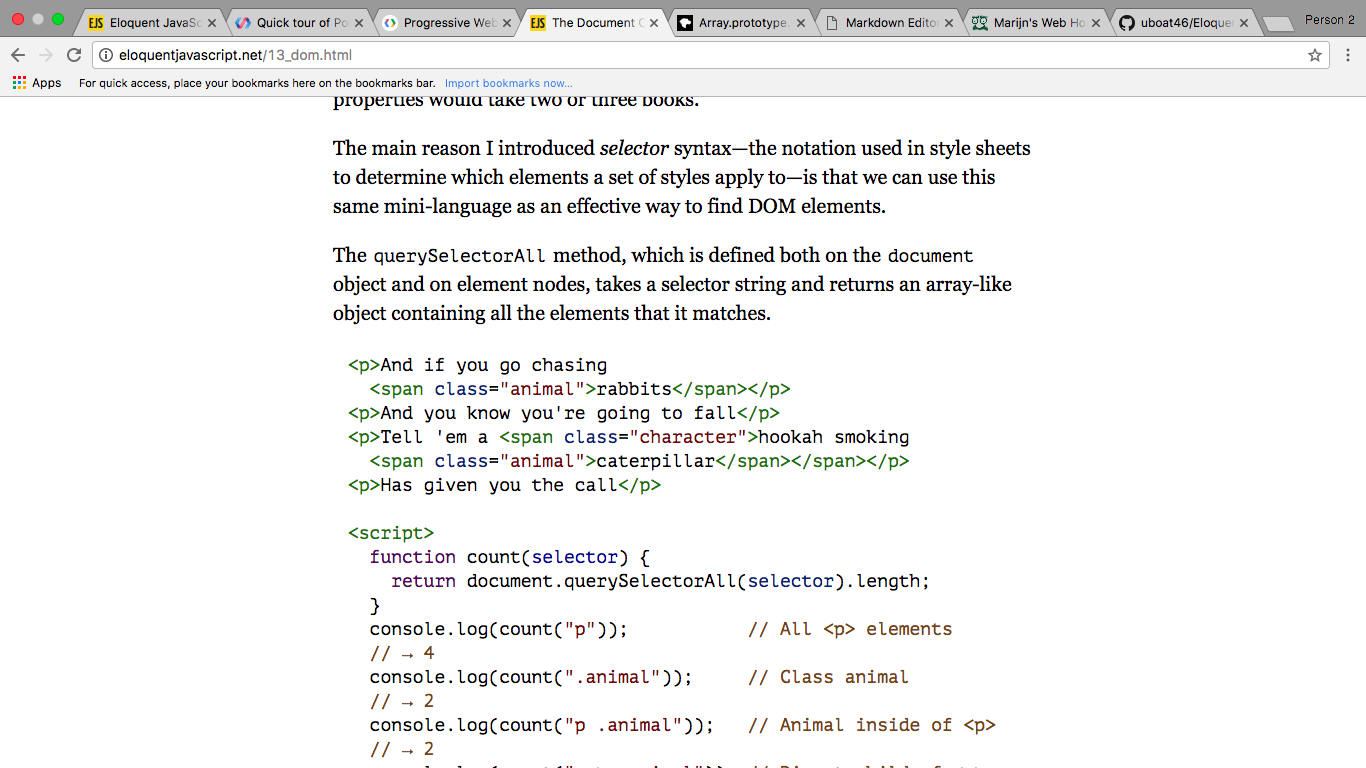 Eloquent JavaSc
Quick tour of Po
Progressive Web
The Document O
Array.prototype.
Markdown Editor
Marijn's Web Ho
uboat46/Eloquen
Person 2
eloquentjavascript.net/13_dom.html
Apps For quick access, place your bookmarks here on the bookmarks bar. Import bookmarks now...
properties would take two or three books.
The main reason I introduced selector syntax—the notation used in style sheets
to determine which elements a set of styles apply to—is that we can use this
same mini-language as an effective way to find DOM elements.
The querySelectorAll method, which is defined both on the document
object and on element nodes, takes a selector string and returns an array-like
object containing all the elements that it matches.
<p>And if you go chasing
<span class="animal">rabbits</span></p>
<p>And you know you're going to fall</p>
<p>Tell 'em a <span class="character">hookah smoking
<span class="animal">caterpillar</span></span></p>
<p>Has given you the call</p>
<script>
function count(selector) {
return document.querySelectorAll(selector).length;
}
console.log(count("p")); // All <p> elements
// → 4
console.log(count(".animal")); // Class animal
// → 2
console.log(count("p .animal")); // Animal inside of <p>
// → 2